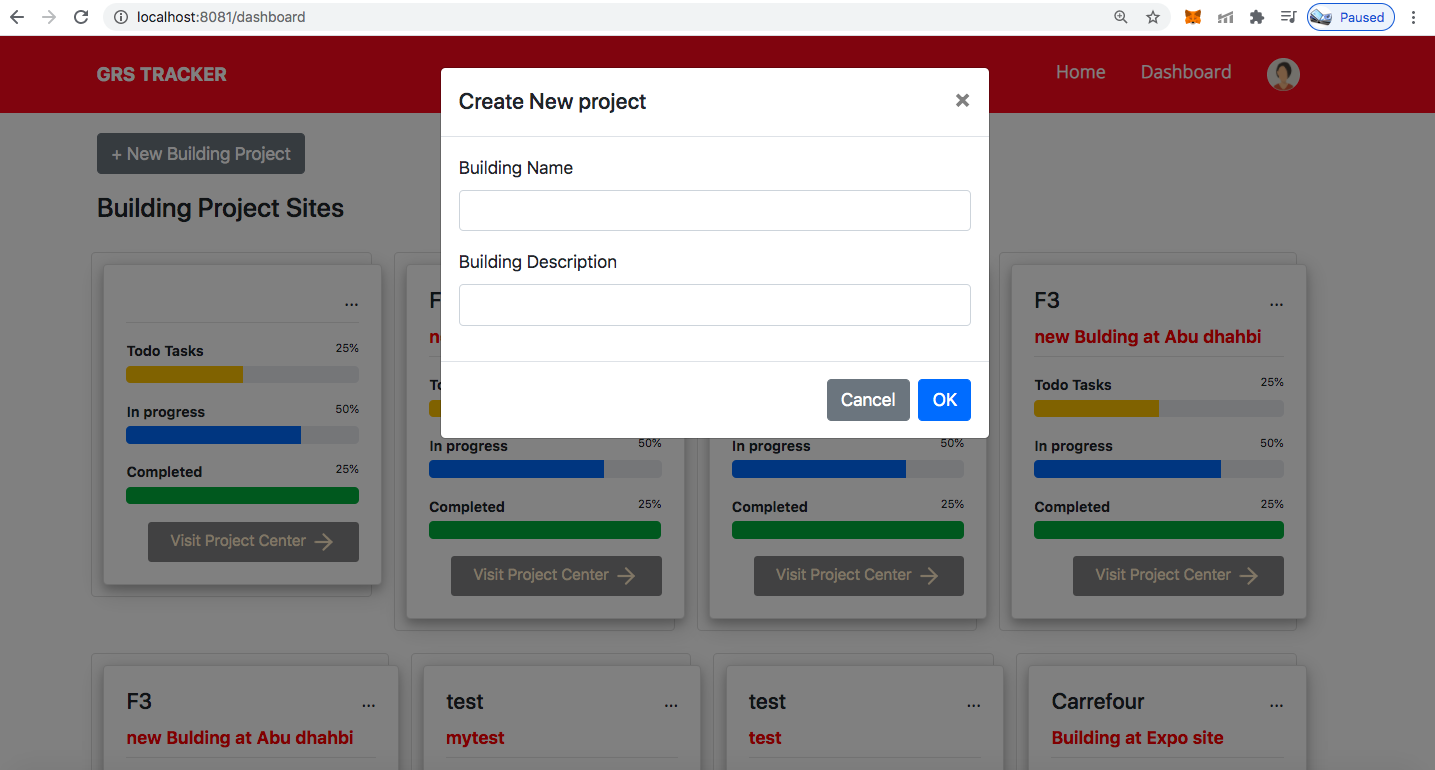 localhost:8081/dashboard
Paused
GRS TRACKER
Home
Dashboard
Create New project
×
+ New Building Project
Building Name
Building Project Sites
Building Description
Cancel
OK
...
Todo Tasks
25%
In progress
50%
Completed
25%
Visit Project Center →
F
In progress
50%
Completed
25%
Visit Project Center →
In progress
50%
Completed
25%
Visit Project Center →
F3
...
new Bulding at Abu dhahbi
Todo Tasks
25%
In progress
50%
Completed
25%
Visit Project Center →
F3
...
new Bulding at Abu dhahbi
test
...
mytest
test
...
test
Carrefour
...
Building at Expo site